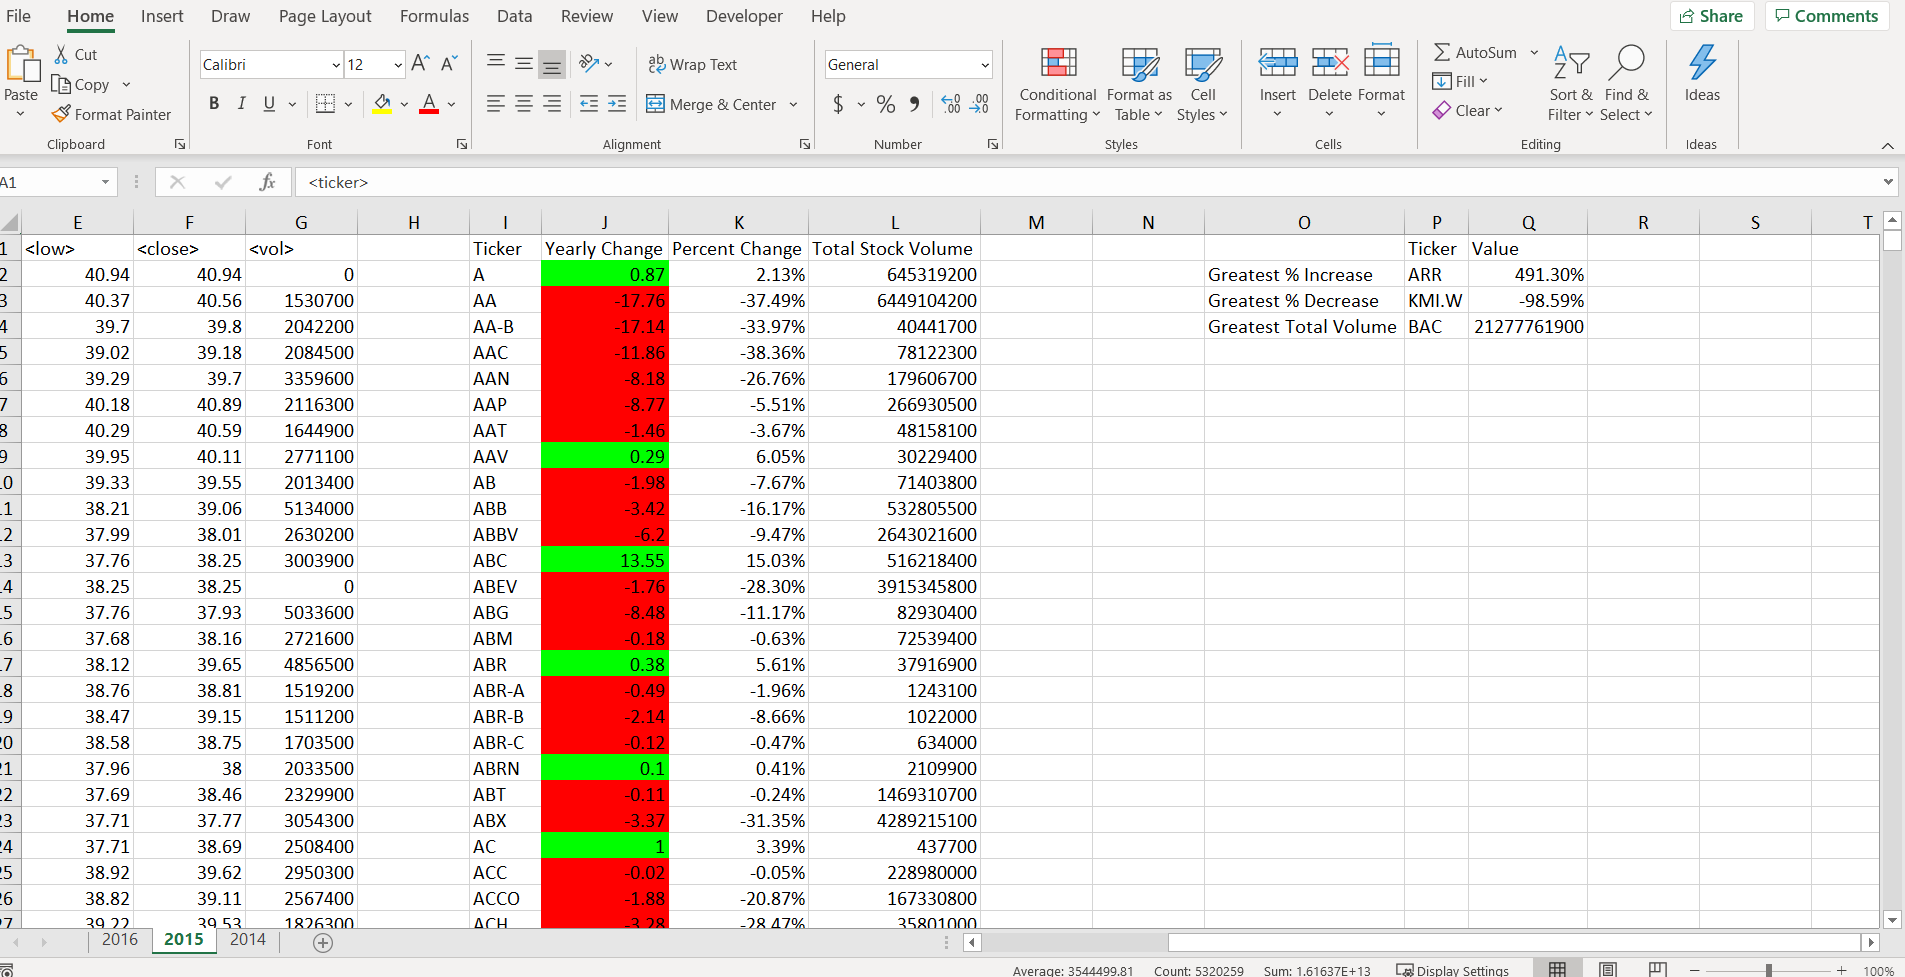 File Home Insert Draw Page Layout Formulas Data Review View Developer Help Share Comments
Paste Cut Copy Format Painter Clipboard
Calibri 12 A A B I U A Font
ab Wrap Text Merge & Center Alignment
General $ % Number
Conditional Formatting Format as Table Cell Styles Styles
Insert Delete Format Cells
AutoSum Fill Clear Sort & Filter Find & Select Editing
Ideas Ideas
A1 fx <ticker>
E F G H I J K L M N O P Q R S T
1 <low> <close> <vol> Ticker Yearly Change Percent Change Total Stock Volume Ticker Value
2 40.94 40.94 0 A 0.87 2.13% 645319200 Greatest % Increase ARR 491.30%
3 40.37 40.56 1530700 AA -17.76 -37.49% 6449104200 Greatest % Decrease KMI.W -98.59%
4 39.7 39.8 2042200 AA-B -17.14 -33.97% 40441700 Greatest Total Volume BAC 21277761900
5 39.02 39.18 2084500 AAC -11.86 -38.36% 78122300
6 39.29 39.7 3359600 AAN -8.18 -26.76% 179606700
7 40.18 40.89 2116300 AAP -8.77 -5.51% 266930500
8 40.29 40.59 1644900 AAT -1.46 -3.67% 48158100
9 39.95 40.11 2771100 AAV 0.29 6.05% 30229400
0 39.33 39.55 2013400 AB -1.98 -7.67% 71403800
1 38.21 39.06 5134000 ABB -3.42 -16.17% 532805500
2 37.99 38.01 2630200 ABBV -6.2 -9.47% 2643021600
3 37.76 38.25 3003900 ABC 13.55 15.03% 516218400
4 38.25 38.25 0 ABEV -1.76 -28.30% 3915345800
5 37.76 37.93 5033600 ABG -8.48 -11.17% 82930400
6 37.68 38.16 2721600 ABM -0.18 -0.63% 72539400
7 38.12 39.65 4856500 ABR 0.38 5.61% 37916900
8 38.76 38.81 1519200 ABR-A -0.49 -1.96% 1243100
9 38.47 39.15 1511200 ABR-B -2.14 -8.66% 1022000
20 38.58 38.75 1703500 ABR-C -0.12 -0.47% 634000
21 37.96 38 2033500 ABRN 0.1 0.41% 2109900
22 37.69 38.46 2329900 ABT -0.11 -0.24% 1469310700
23 37.71 37.77 3054300 ABX -3.37 -31.35% 4289215100
24 37.71 38.69 2508400 AC 1 3.39% 437700
25 38.92 39.62 2950300 ACC -0.02 -0.05% 228980000
26 38.82 39.11 2567400 ACCO -1.88 -20.87% 167330800
27 39.22 39.53 1826300 ACH -3.28 -28.47% 35801000
2016 2015 2014
Average: 3544499.81 Count: 5320259 Sum: 1.61637E+13 Display Settings 100%